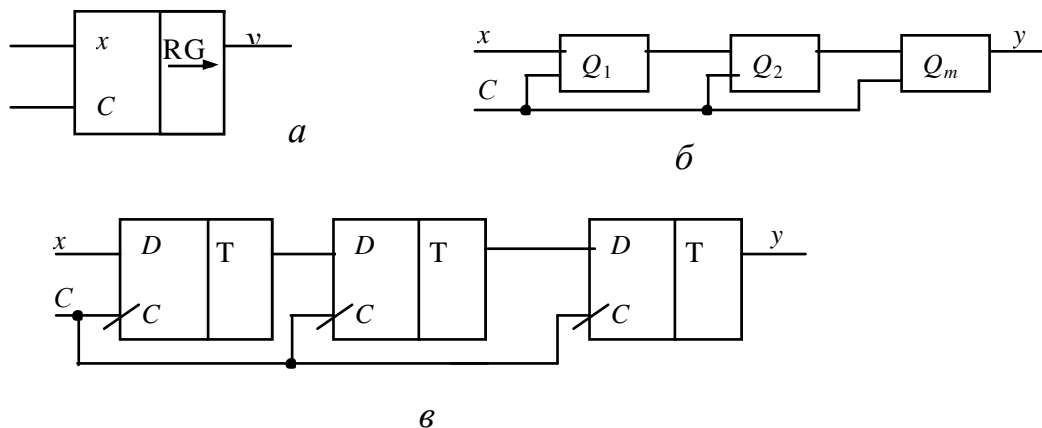 x RG y
C
а
x Q1 Q2 Qm y
C
б
x D T D T D T y
C C C C
в